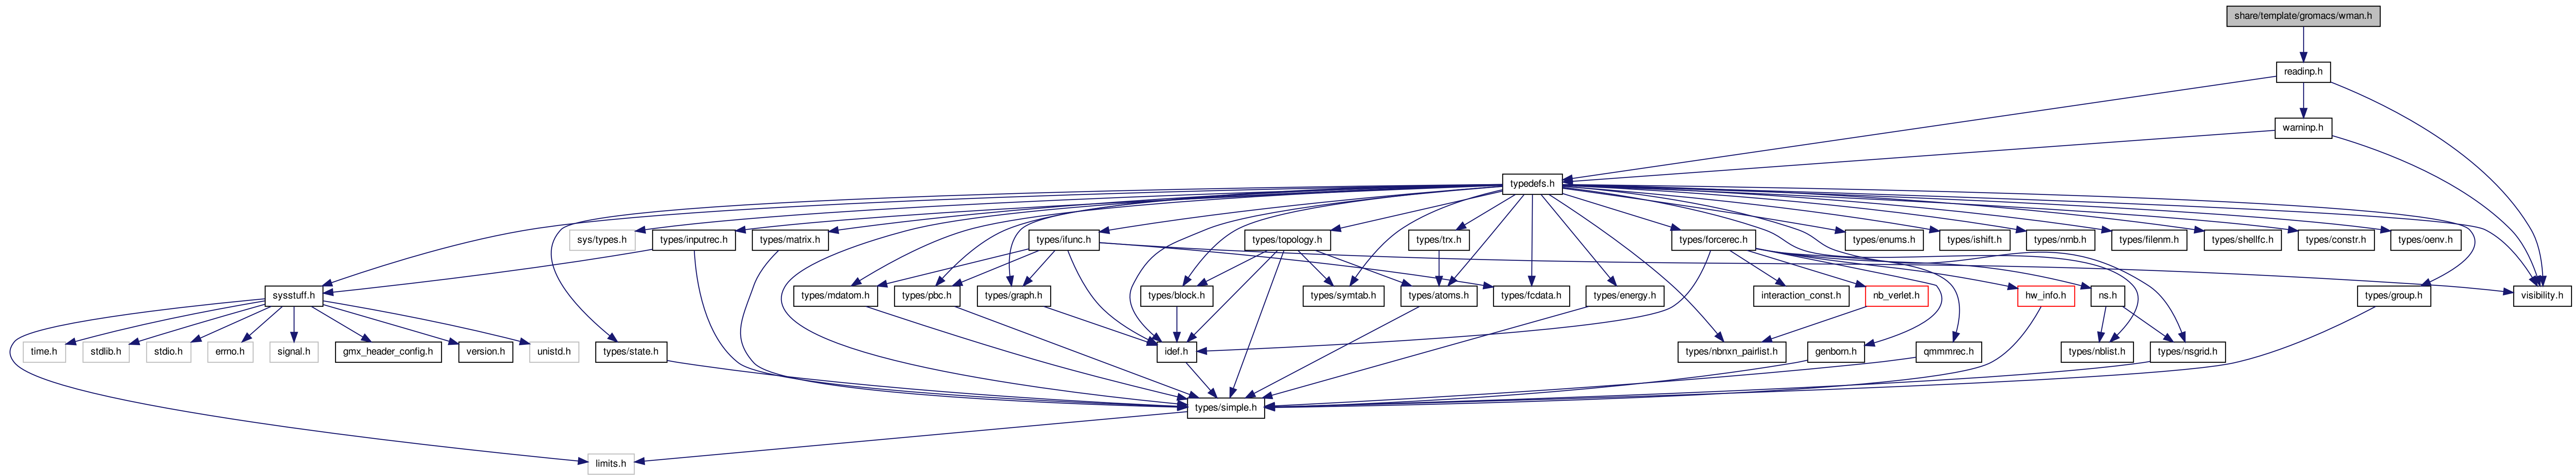 share/template/gromacs/wman.h
readinp.h
warninp.h
typedefs.h
sys/types.h
types/inputrec.h
types/matrix.h
types/ifunc.h
types/topology.h
types/trx.h
types/forcerec.h
types/enums.h
types/ishift.h
types/nrnb.h
types/filenm.h
types/shellfc.h
types/constr.h
types/oenv.h
sysstuff.h
types/mdatom.h
types/pbc.h
types/graph.h
types/block.h
types/symtab.h
types/atoms.h
types/fcdata.h
types/energy.h
interaction_const.h
nb_verlet.h
hw_info.h
ns.h
types/group.h
visibility.h
time.h
stdlib.h
stdio.h
errno.h
signal.h
gmx_header_config.h
version.h
unistd.h
types/state.h
idef.h
types/nbnxn_pairlist.h
genborn.h
qmmmrec.h
types/nblist.h
types/nsgrid.h
types/simple.h
limits.h